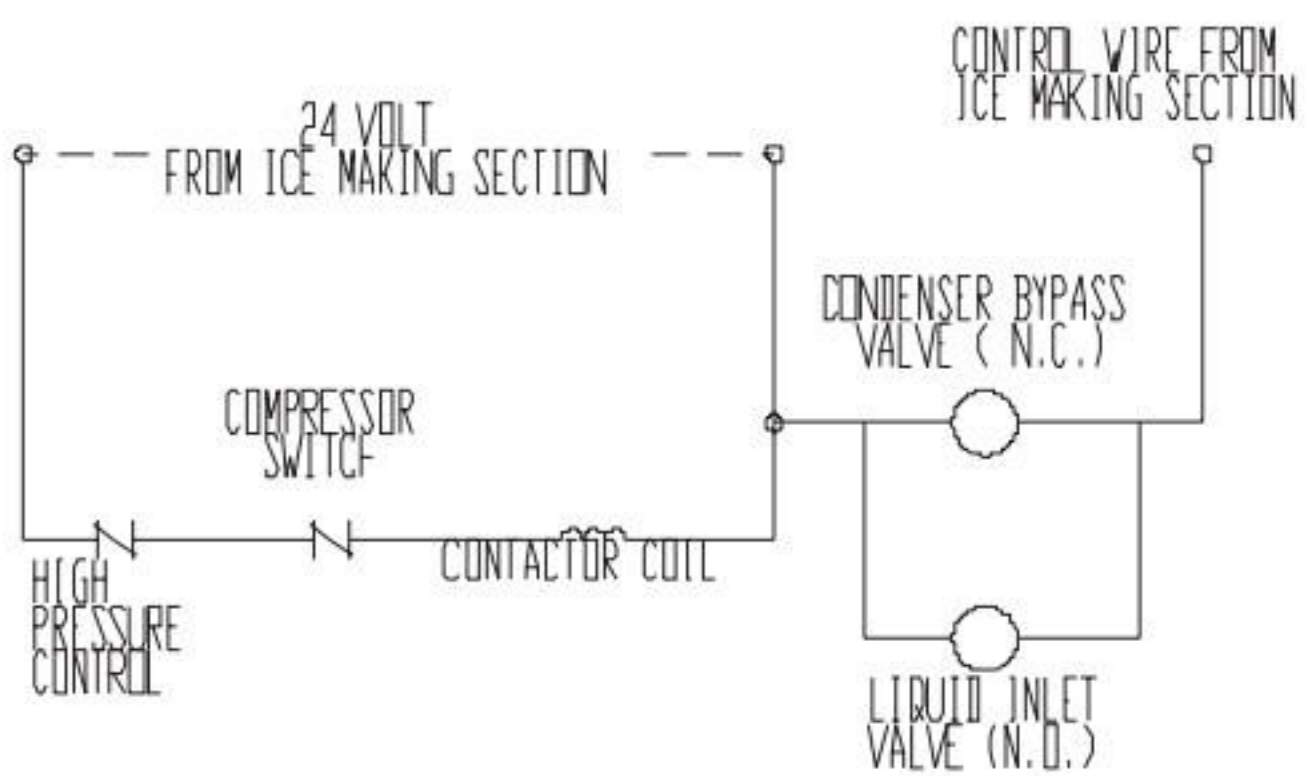 CONTROL WIRE FROM
ICE MAKING SECTION
24 VOLT
FROM ICE MAKING SECTION
CONDENSER BYPASS
VALVE ( N.C.)
COMPRESSOR
SWITCH
CONTACTOR COIL
HIGH
PRESSURE
CONTROL
LIQUID INLET
VALVE (N.O.)